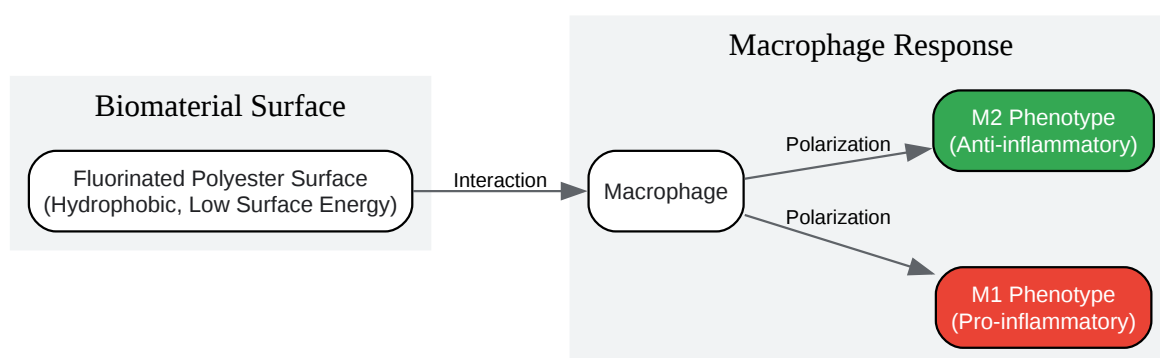 Biomaterial Surface
Fluorinated Polyester Surface
(Hydrophobic, Low Surface Energy)
Interaction
Macrophage Response
Macrophage
Polarization
Polarization
M2 Phenotype
(Anti-inflammatory)
M1 Phenotype
(Pro-inflammatory)